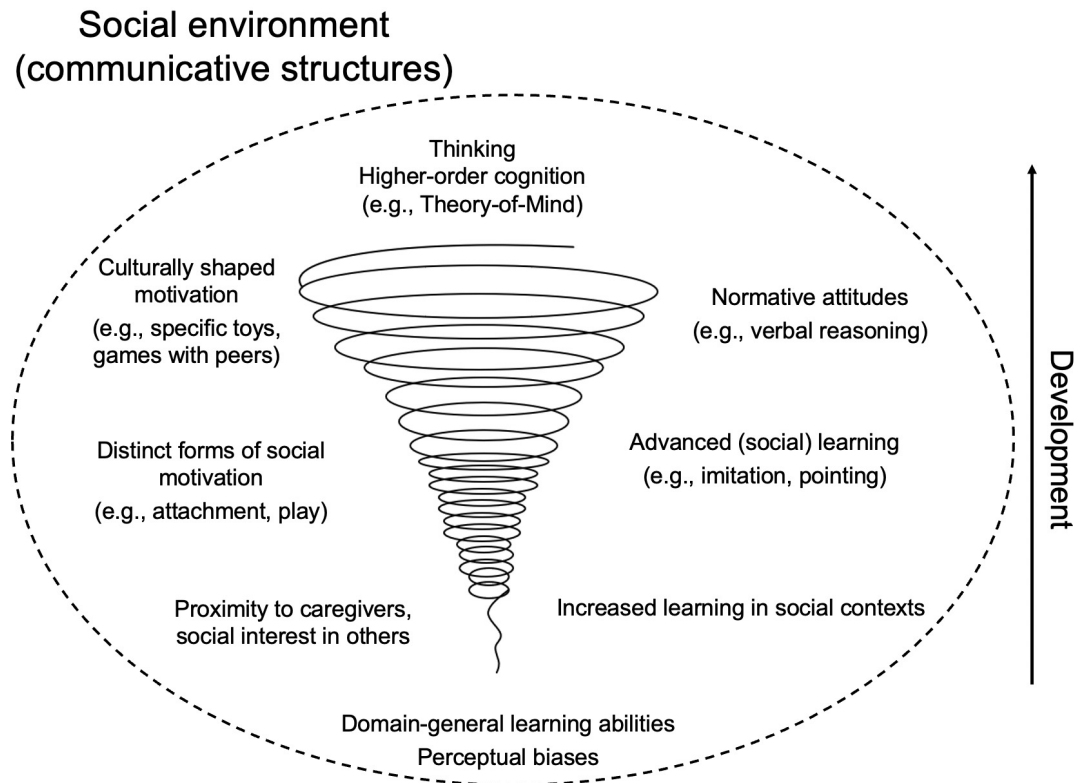 Social environment
(communicative structures)
Thinking
Higher-order cognition
(e.g., Theory-of-Mind)
Culturally shaped
motivation
(e.g., specific toys,
games with peers)
Normative attitudes
(e.g., verbal reasoning)
Distinct forms of social
motivation
(e.g., attachment, play)
Advanced (social) learning
(e.g., imitation, pointing)
Proximity to caregivers,
social interest in others
Increased learning in social contexts
Domain-general learning abilities
Perceptual biases
Development